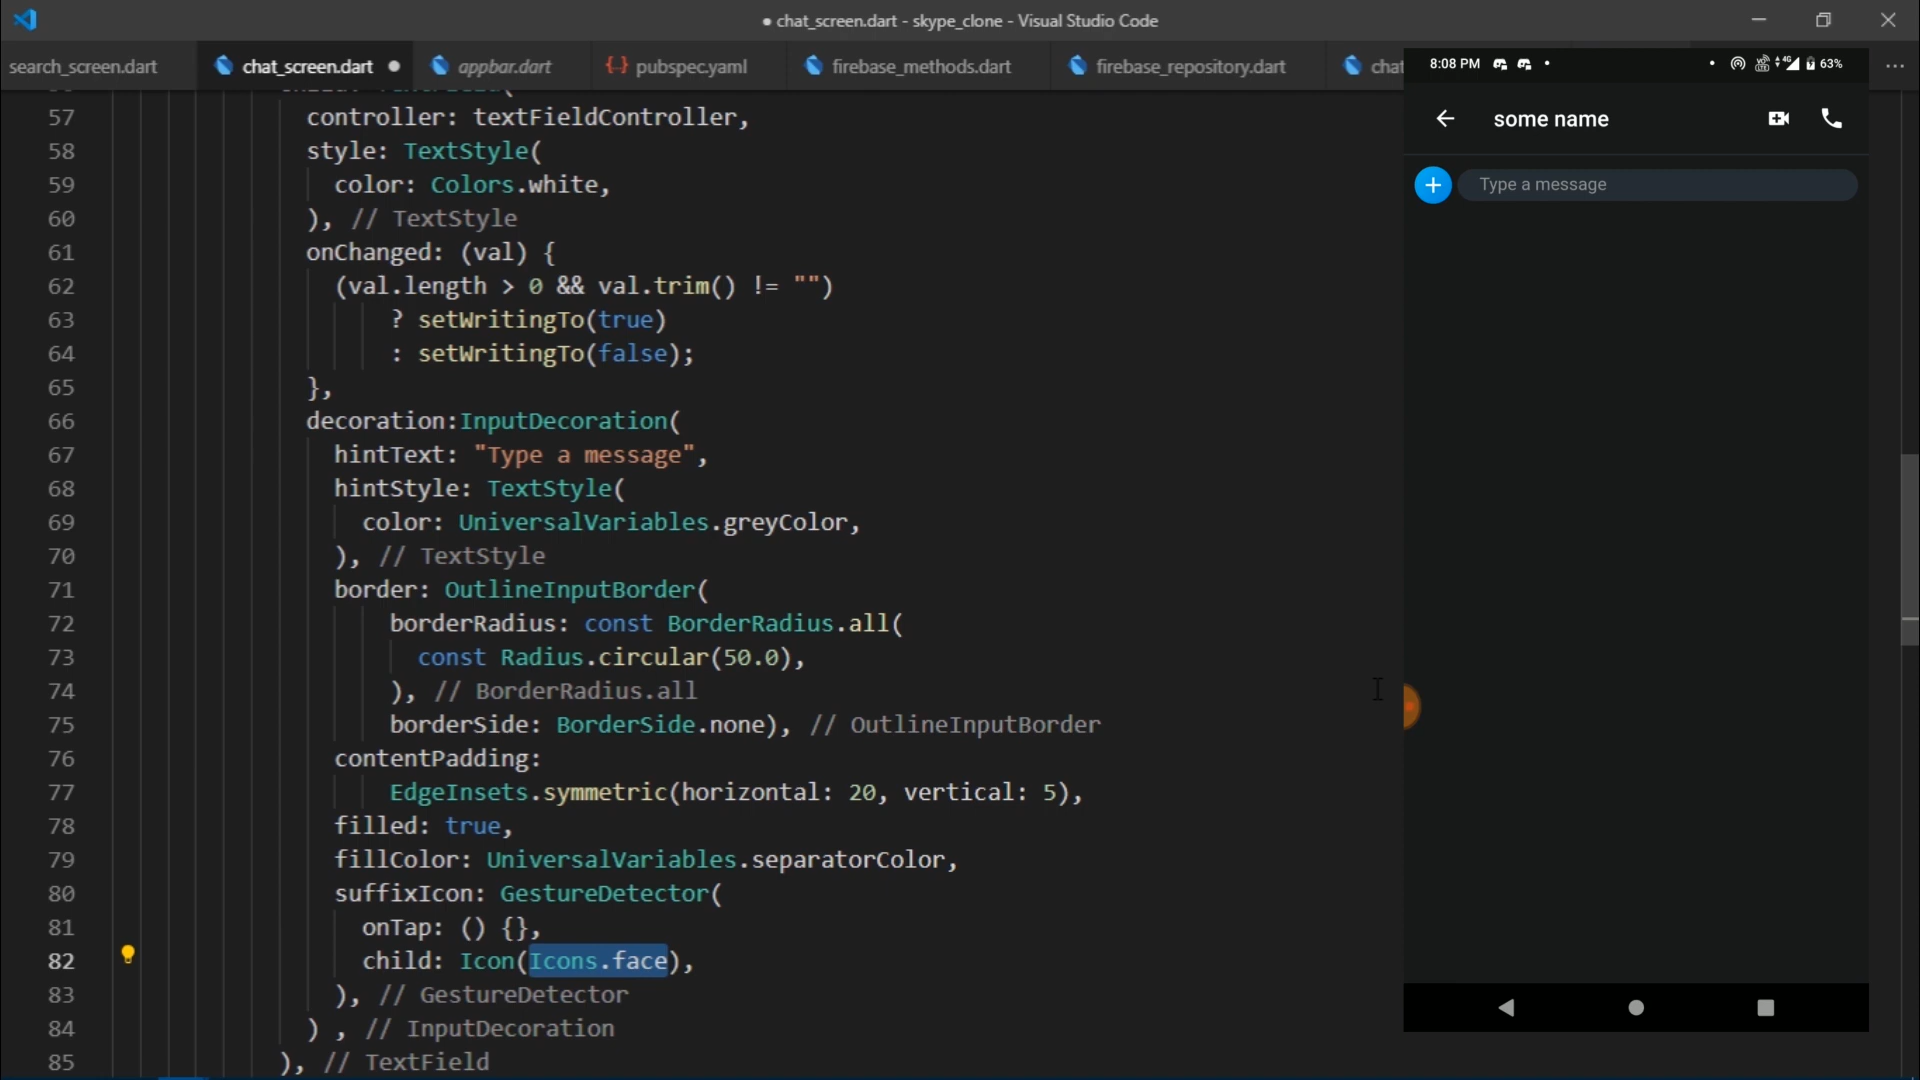 ● chat_screen.dart - skype_clone - Visual Studio Code
search_screen.dart
chat_screen.dart ●
appbar.dart
{} pubspec.yaml
firebase_methods.dart
firebase_repository.dart
chat
...
57 controller: textFieldController,
58 style: TextStyle(
59 color: Colors.white,
60 ), // TextStyle
61 onChanged: (val) {
62 (val.length > 0 && val.trim() != "")
63 ? setWritingTo(true)
64 : setWritingTo(false);
65 },
66 decoration:InputDecoration(
67 hintText: "Type a message",
68 hintStyle: TextStyle(
69 color: UniversalVariables.greyColor,
70 ), // TextStyle
71 border: OutlineInputBorder(
72 borderRadius: const BorderRadius.all(
73 const Radius.circular(50.0),
74 ), // BorderRadius.all
75 borderSide: BorderSide.none), // OutlineInputBorder
76 contentPadding:
77 EdgeInsets.symmetric(horizontal: 20, vertical: 5),
78 filled: true,
79 fillColor: UniversalVariables.separatorColor,
80 suffixIcon: GestureDetector(
81 onTap: () {},
82 child: Icon(Icons.face),
83 ), // GestureDetector
84 ) , // InputDecoration
85 ), // TextField
8:08 PM
63%
some name
Type a message